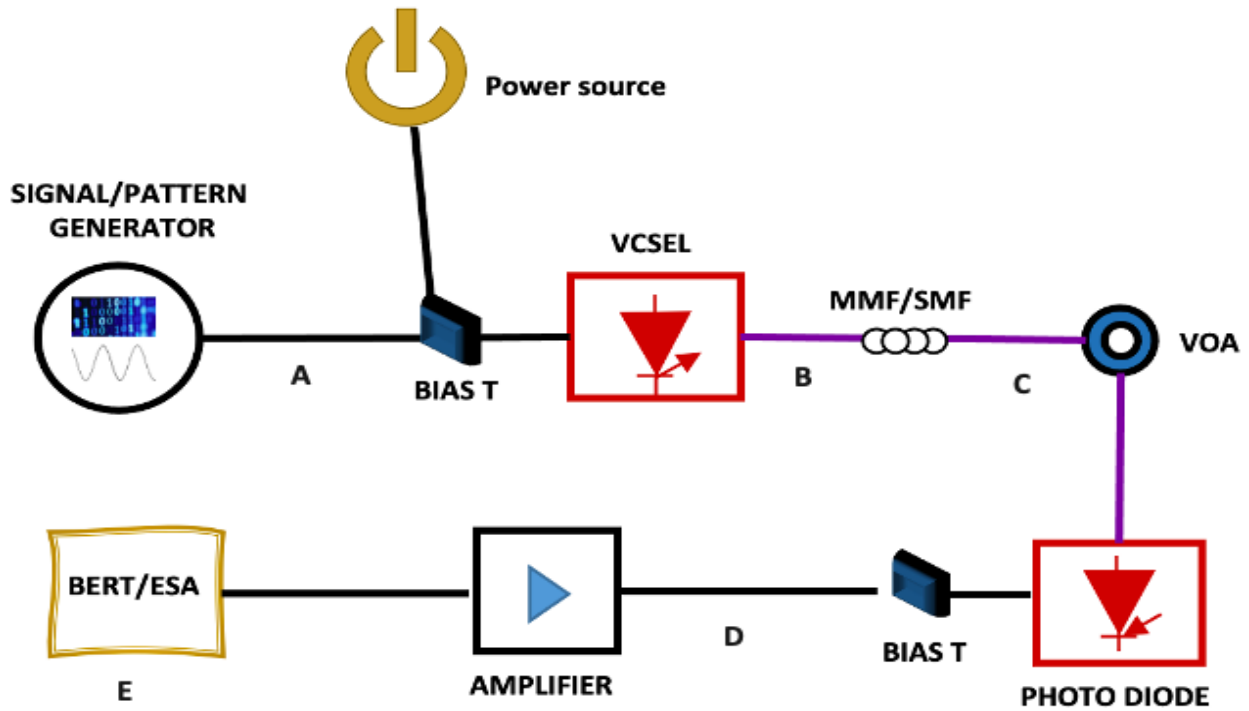 Power source
SIGNAL/PATTERN
GENERATOR
VCSEL
MMF/SMF
VOA
A
BIAS T
B
C
BERT/ESA
E
AMPLIFIER
D
BIAS T
PHOTO DIODE